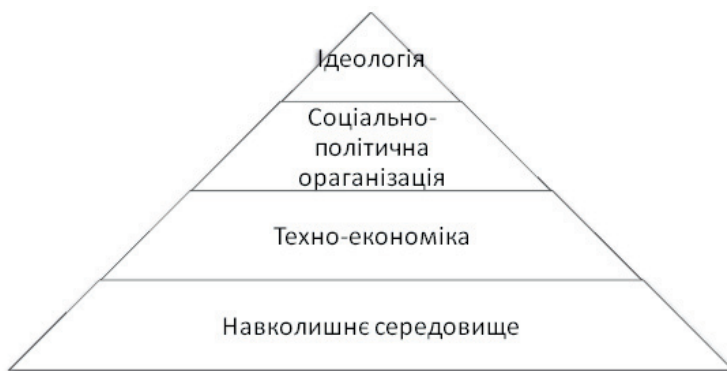 Ідеологія
Соціально-
політична
ораганізація
Техно-економіка
Навколишнє середовище